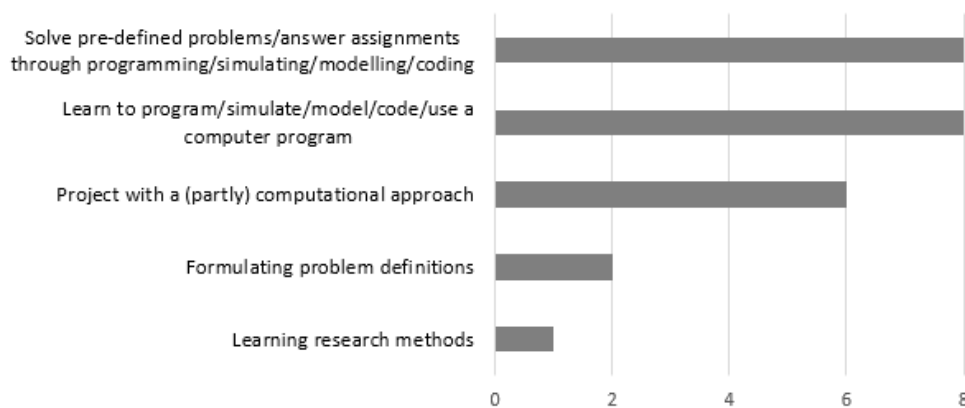 Solve pre-defined problems/answer assignments
through programming/simulating/modelling/coding
Learn to program/simulate/model/code/use a
computer program
Project with a (partly) computational approach
Formulating problem definitions
Learning research methods
0 2 4 6 8